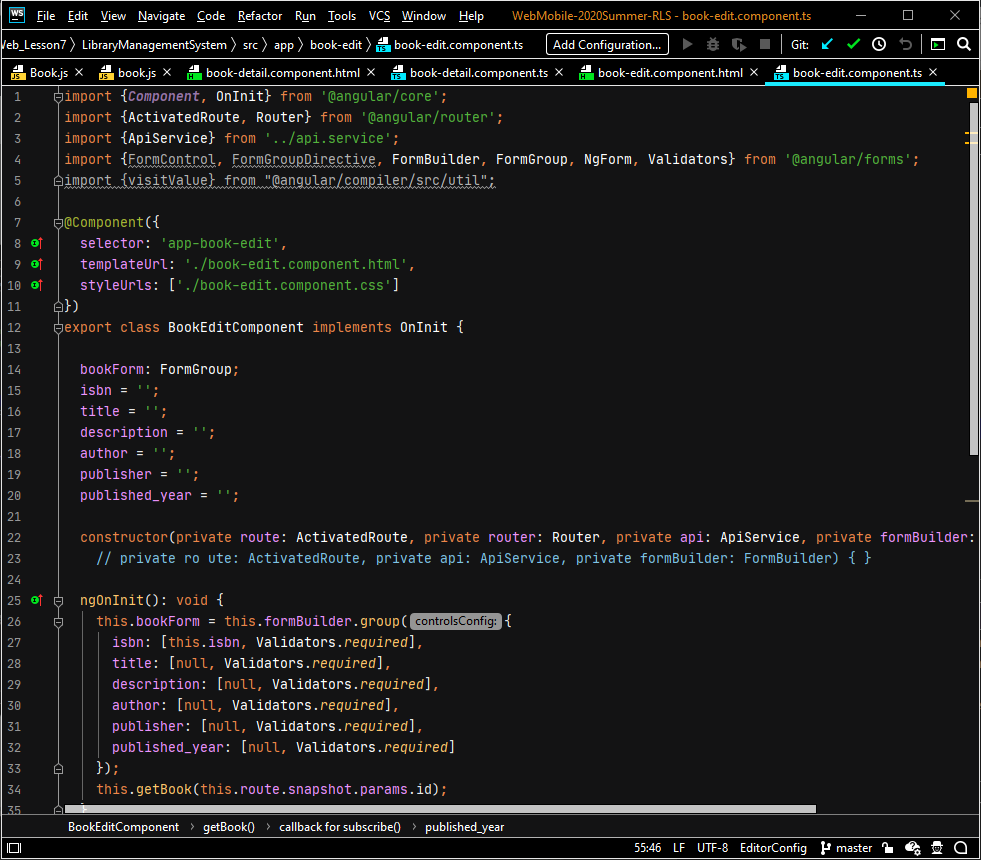 WS File Edit View Navigate Code Refactor Run Tools VCS Window Help WebMobile-2020Summer-RLS - book-edit.component.ts
Web_Lesson7 LibraryManagementSystem src app book-edit book-edit.component.ts Add Configuration... Git:
Book.js book.js book-detail.component.html book-detail.component.ts book-edit.component.html book-edit.component.ts
1 import {Component, OnInit} from '@angular/core';
2 import {ActivatedRoute, Router} from '@angular/router';
3 import {ApiService} from '../api.service';
4 import {FormControl, FormGroupDirective, FormBuilder, FormGroup, NgForm, Validators} from '@angular/forms';
5 import {visitValue} from "@angular/compiler/src/util";
6
7 @Component({
8 selector: 'app-book-edit',
9 templateUrl: './book-edit.component.html',
10 styleUrls: ['./book-edit.component.css']
11 })
12 export class BookEditComponent implements OnInit {
13
14 bookForm: FormGroup;
15 isbn = '';
16 title = '';
17 description = '';
18 author = '';
19 publisher = '';
20 published_year = '';
21
22 constructor(private route: ActivatedRoute, private router: Router, private api: ApiService, private formBuilder:
23 // private ro ute: ActivatedRoute, private api: ApiService, private formBuilder: FormBuilder) { }
24
25 ngOnInit(): void {
26 this.bookForm = this.formBuilder.group( controlsConfig: {
27 isbn: [this.isbn, Validators.required],
28 title: [null, Validators.required],
29 description: [null, Validators.required],
30 author: [null, Validators.required],
31 publisher: [null, Validators.required],
32 published_year: [null, Validators.required]
33 });
34 this.getBook(this.route.snapshot.params.id);
35 }
BookEditComponent › getBook() › callback for subscribe() › published_year
55:46 LF UTF-8 EditorConfig master